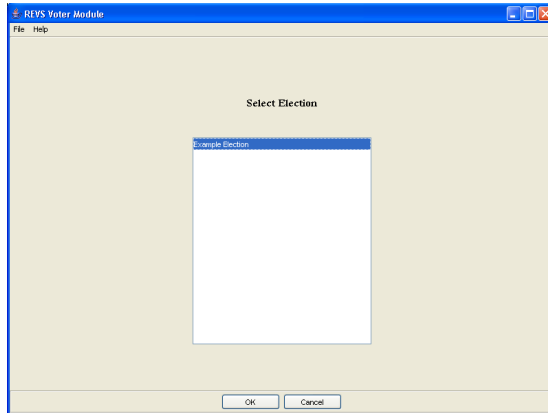 REVS Voter Module
File Help
Select Election
Example Election
OK Cancel